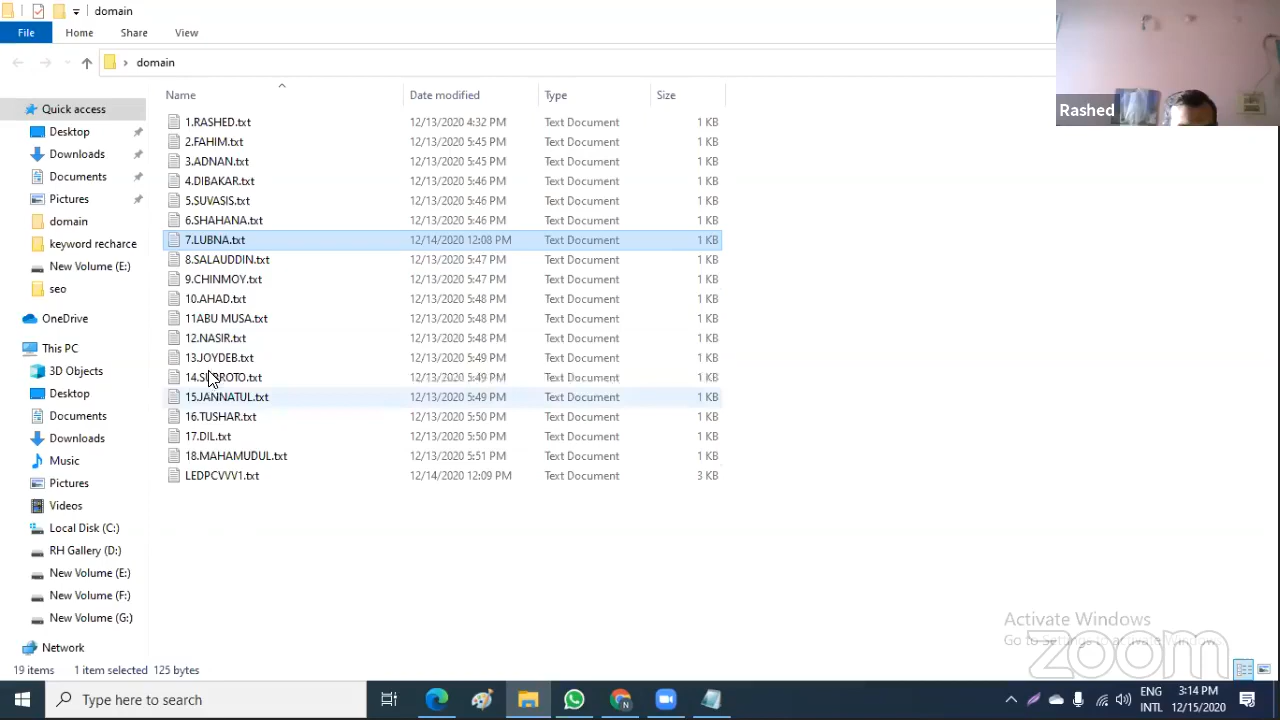 domain
File Home Share View
domain
Name Date modified Type Size
Quick access
Desktop
Downloads
Documents
Pictures
domain
keyword recharce
New Volume (E:)
seo
OneDrive
This PC
3D Objects
Desktop
Documents
Downloads
Music
Pictures
Videos
Local Disk (C:)
RH Gallery (D:)
New Volume (E:)
New Volume (F:)
New Volume (G:)
Network
1.RASHED.txt 12/13/2020 4:32 PM Text Document 1 KB
2.FAHIM.txt 12/13/2020 5:45 PM Text Document 1 KB
3.ADNAN.txt 12/13/2020 5:45 PM Text Document 1 KB
4.DIBAKAR.txt 12/13/2020 5:46 PM Text Document 1 KB
5.SUVASIS.txt 12/13/2020 5:46 PM Text Document 1 KB
6.SHAHANA.txt 12/13/2020 5:46 PM Text Document 1 KB
7.LUBNA.txt 12/14/2020 12:08 PM Text Document 1 KB
8.SALAUDDIN.txt 12/13/2020 5:47 PM Text Document 1 KB
9.CHINMOY.txt 12/13/2020 5:47 PM Text Document 1 KB
10.AHAD.txt 12/13/2020 5:48 PM Text Document 1 KB
11ABU MUSA.txt 12/13/2020 5:48 PM Text Document 1 KB
12.NASIR.txt 12/13/2020 5:48 PM Text Document 1 KB
13.JOYDEB.txt 12/13/2020 5:49 PM Text Document 1 KB
12/13/2020 5:49 PM Text Document 1 KB
15.JANNATUL.txt 12/13/2020 5:49 PM Text Document 1 KB
16.TUSHAR.txt 12/13/2020 5:50 PM Text Document 1 KB
17.DIL.txt 12/13/2020 5:50 PM Text Document 1 KB
18.MAHAMUDUL.txt 12/13/2020 5:51 PM Text Document 1 KB
LEDPCVVV1.txt 12/14/2020 12:09 PM Text Document 3 KB
Rashed
Activate Windows
Go to Settings to activate Windows.
zoom
19 items 1 item selected 125 bytes
Type here to search
ENG
INTL
3:14 PM
12/15/2020